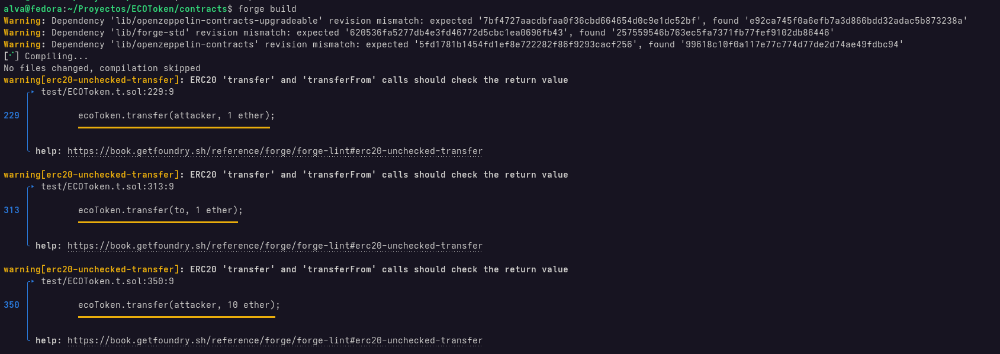 alva@fedora:~/Proyectos/ECOToken/contracts$ forge build
Warning: Dependency 'lib/openzeppelin-contracts-upgradeable' revision mismatch: expected '7bf4727aacdbfaa0f36cbd664654d0c9e1dc52bf', found 'e92ca745f0a6efb7a3d866bdd32adac5b873238a'
Warning: Dependency 'lib/forge-std' revision mismatch: expected '620536fa5277db4e3fd46772d5cbc1ea0696fb43', found '257559546b763ec5fa7371fb77fef9102db86446'
Warning: Dependency 'lib/openzeppelin-contracts' revision mismatch: expected '5fd1781b1454fd1ef8e722282f86f9293cacf256', found '99618c10f0a117e77c774d77de2d74ae49fdbc94'
[⠊] Compiling...
No files changed, compilation skipped
warning[erc20-unchecked-transfer]: ERC20 'transfer' and 'transferFrom' calls should check the return value
test/ECOToken.t.sol:229:9
229 ecoToken.transfer(attacker, 1 ether);
help: https://book.getfoundry.sh/reference/forge/forge-lint#erc20-unchecked-transfer
warning[erc20-unchecked-transfer]: ERC20 'transfer' and 'transferFrom' calls should check the return value
test/ECOToken.t.sol:313:9
313 ecoToken.transfer(to, 1 ether);
help: https://book.getfoundry.sh/reference/forge/forge-lint#erc20-unchecked-transfer
warning[erc20-unchecked-transfer]: ERC20 'transfer' and 'transferFrom' calls should check the return value
test/ECOToken.t.sol:350:9
350 ecoToken.transfer(attacker, 10 ether);
help: https://book.getfoundry.sh/reference/forge/forge-lint#erc20-unchecked-transfer